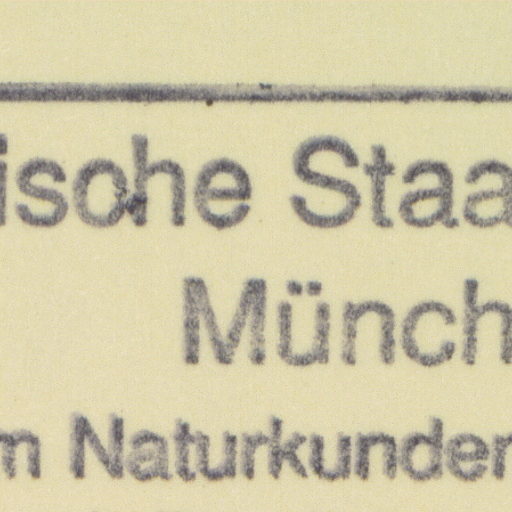 ische Staa
Münch
m Naturkunder